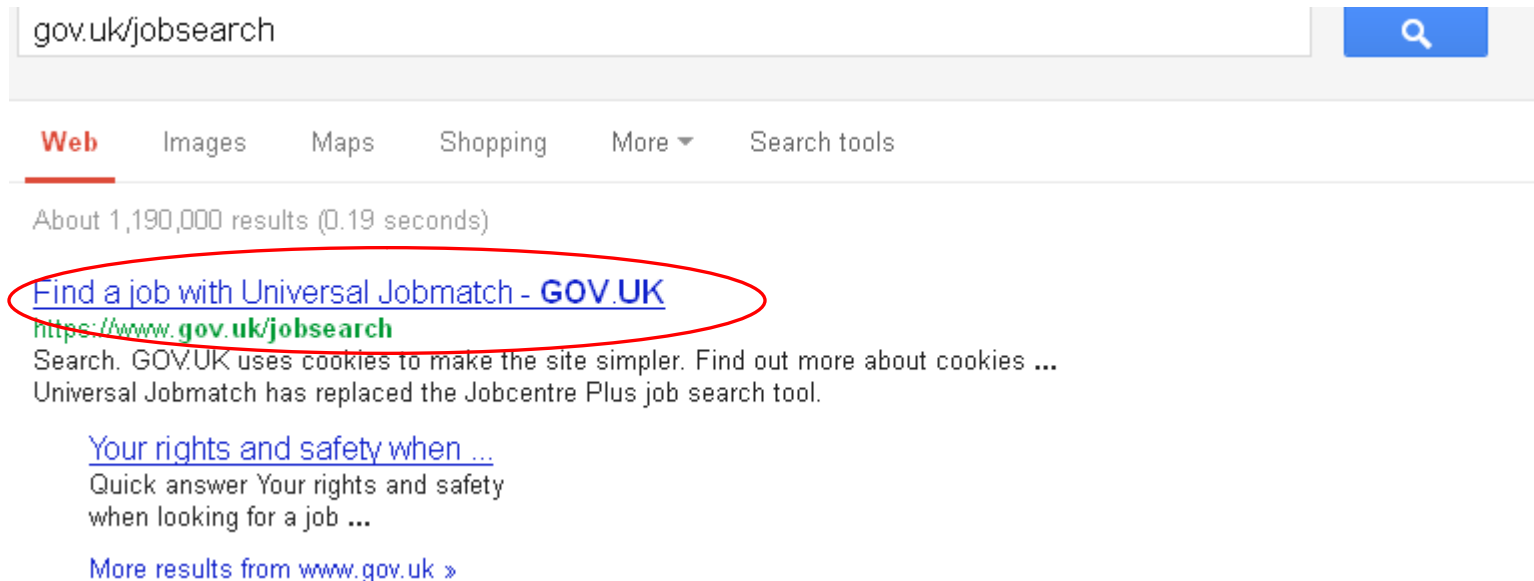 gov.uk/jobsearch
Web Images Maps Shopping More Search tools
About 1,190,000 results (0.19 seconds)
Find a job with Universal Jobmatch - GOV.UK
https://www.gov.uk/jobsearch
Search. GOV.UK uses cookies to make the site simpler. Find out more about cookies ...
Universal Jobmatch has replaced the Jobcentre Plus job search tool.
Your rights and safety when ...
Quick answer Your rights and safety
when looking for a job ...
More results from www.gov.uk »